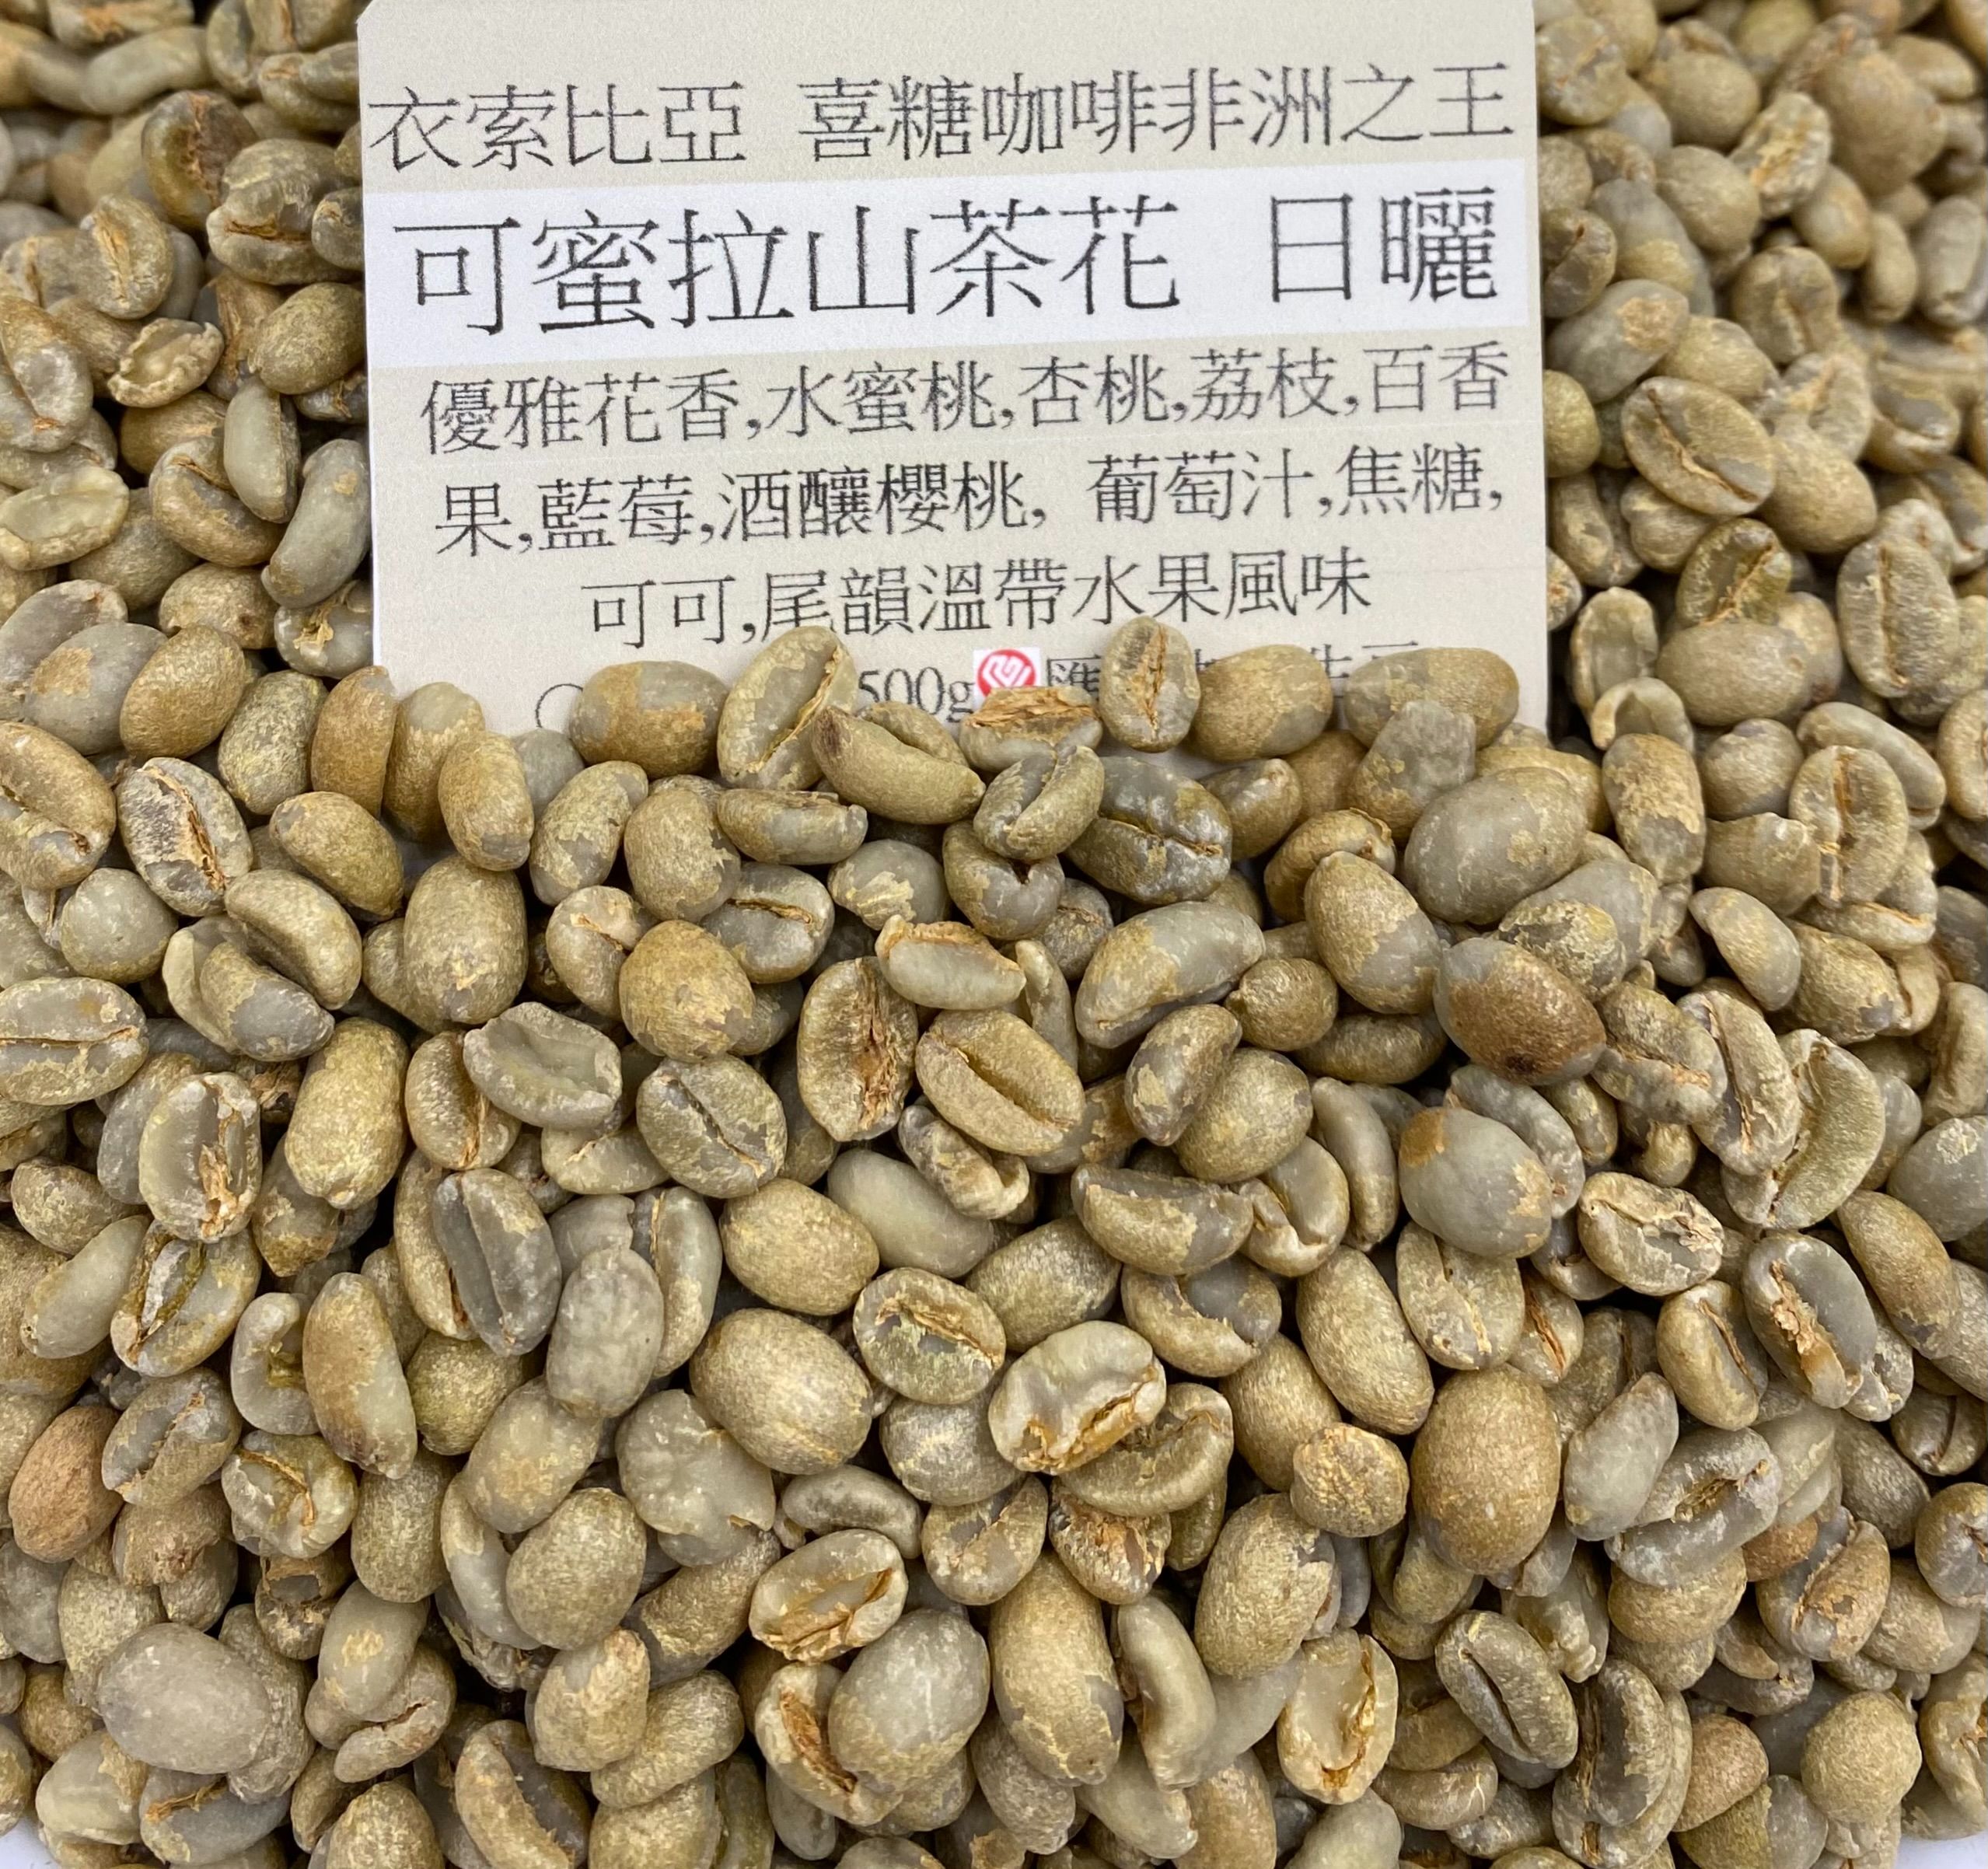 衣索比亞 喜糖咖啡非洲之王
可蜜拉山茶花 日曬
優雅花香,水蜜桃,杏桃,荔枝,百香
果,藍莓,酒釀櫻桃, 葡萄汁,焦糖,
可可,尾韻溫帶水果風味
500g